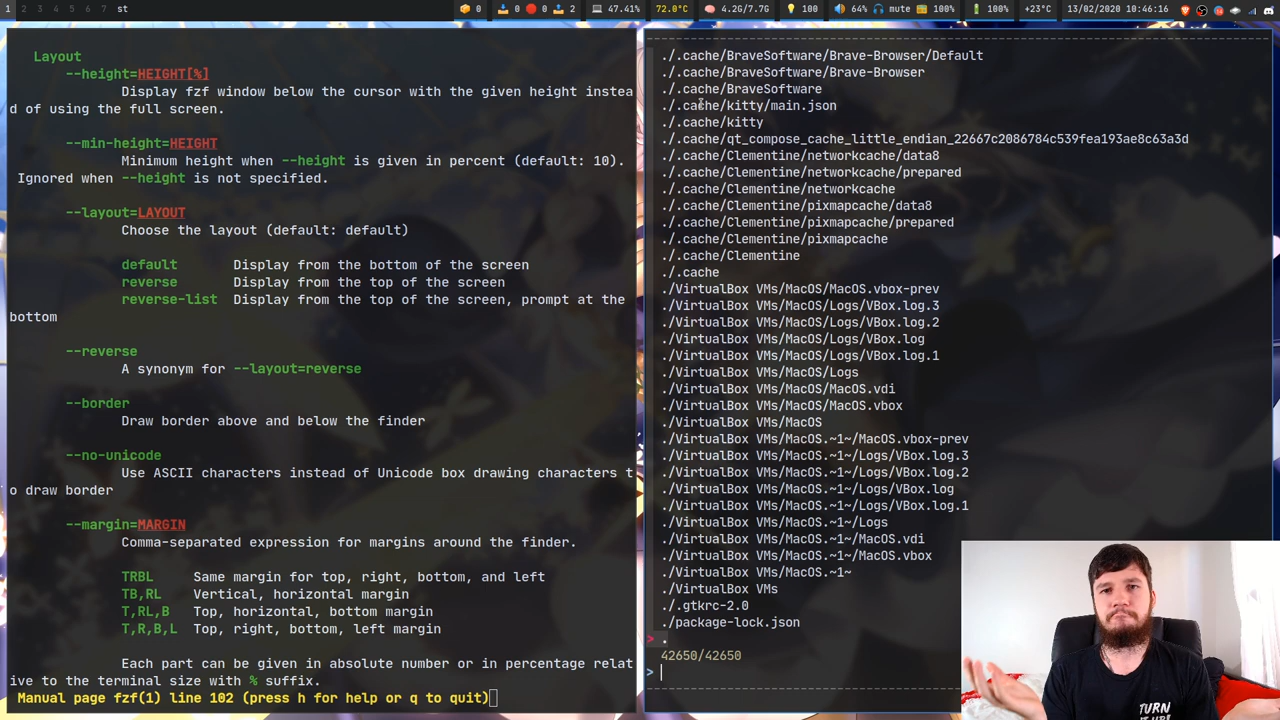 1 2 3 4 5 6 7 8 9 st 0 0 0 2 47.41% 72.0°C 4.2G/7.7G 100 64% mute 100% 100% +23°C 13/02/2020 10:46:16
Layout
--height=HEIGHT[%]
Display fzf window below the cursor with the given height instea
d of using the full screen.
--min-height=HEIGHT
Minimum height when --height is given in percent (default: 10).
Ignored when --height is not specified.
--layout=LAYOUT
Choose the layout (default: default)
default Display from the bottom of the screen
reverse Display from the top of the screen
reverse-list Display from the top of the screen, prompt at the
bottom
--reverse
A synonym for --layout=reverse
--border
Draw border above and below the finder
--no-unicode
Use ASCII characters instead of Unicode box drawing characters t
o draw border
--margin=MARGIN
Comma-separated expression for margins around the finder.
TRBL Same margin for top, right, bottom, and left
TB,RL Vertical, horizontal margin
T,RL,B Top, horizontal, bottom margin
T,R,B,L Top, right, bottom, left margin
Each part can be given in absolute number or in percentage relat
ive to the terminal size with % suffix.
Manual page fzf(1) line 102 (press h for help or q to quit)
./.cache/BraveSoftware/Brave-Browser/Default
./.cache/BraveSoftware/Brave-Browser
./.cache/BraveSoftware
./.cache/kitty/main.json
./.cache/kitty
./.cache/qt_compose_cache_little_endian_22667c2086784c539fea193ae8c63a3d
./.cache/Clementine/networkcache/data8
./.cache/Clementine/networkcache/prepared
./.cache/Clementine/networkcache
./.cache/Clementine/pixmapcache/data8
./.cache/Clementine/pixmapcache/prepared
./.cache/Clementine/pixmapcache
./.cache/Clementine
./.cache
./VirtualBox VMs/MacOS/MacOS.vbox-prev
./VirtualBox VMs/MacOS/Logs/VBox.log.3
./VirtualBox VMs/MacOS/Logs/VBox.log.2
./VirtualBox VMs/MacOS/Logs/VBox.log
./VirtualBox VMs/MacOS/Logs/VBox.log.1
./VirtualBox VMs/MacOS/Logs
./VirtualBox VMs/MacOS/MacOS.vdi
./VirtualBox VMs/MacOS/MacOS.vbox
./VirtualBox VMs/MacOS
./VirtualBox VMs/MacOS.~1~/MacOS.vbox-prev
./VirtualBox VMs/MacOS.~1~/Logs/VBox.log.3
./VirtualBox VMs/MacOS.~1~/Logs/VBox.log.2
./VirtualBox VMs/MacOS.~1~/Logs/VBox.log
./VirtualBox VMs/MacOS.~1~/Logs/VBox.log.1
./VirtualBox VMs/MacOS.~1~/Logs
./VirtualBox VMs/MacOS.~1~/MacOS.vdi
./VirtualBox VMs/MacOS.~1~/MacOS.vbox
./VirtualBox VMs/MacOS.~1~
./VirtualBox VMs
./.gtkrc-2.0
./package-lock.json
> .
42650/42650
>
TURN
IT UP!